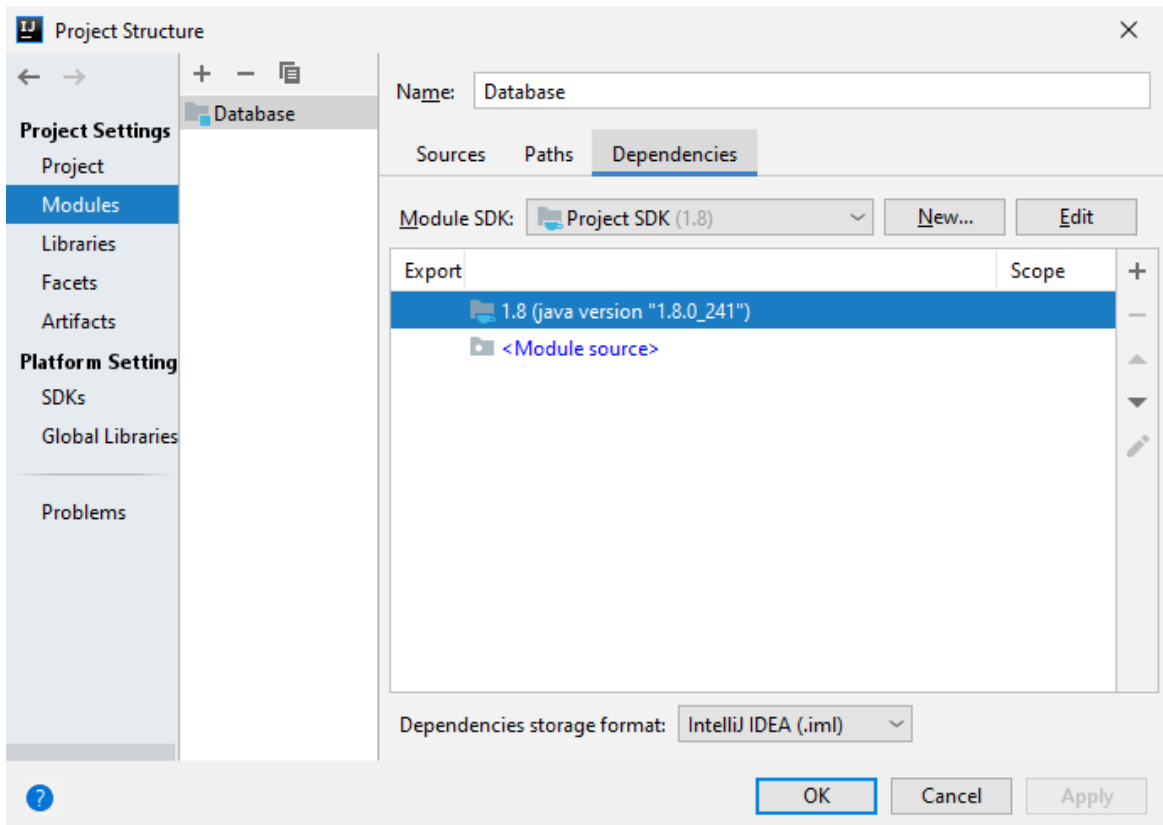 Project Structure
Project Settings
Project
Modules
Libraries
Facets
Artifacts
Platform Setting
SDKs
Global Libraries
Problems
Database
Name: Database
Sources Paths Dependencies
Module SDK: Project SDK (1.8) New... Edit
Export Scope
1.8 (java version "1.8.0_241")
<Module source>
Dependencies storage format: IntelliJ IDEA (.iml)
? OK Cancel Apply